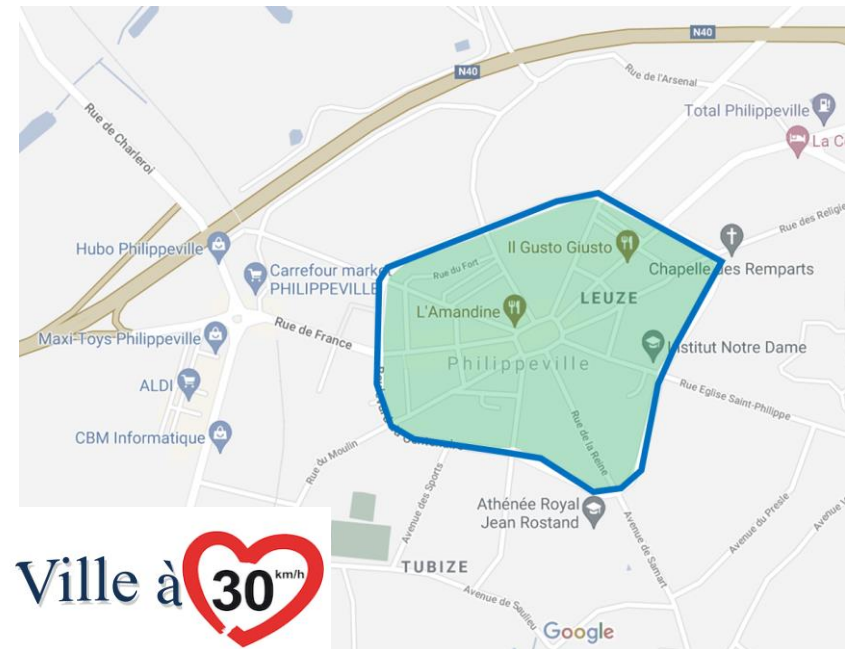 N40
N40
Rue de l'Arsenal
Total Philippeville
Rue de Charleroi
La C
Rue des Religie
Hubo Philippeville
Il Gusto Giusto
Chapelle des Remparts
Carrefour market
PHILIPPEVILLE
Rue du Fort
LEUZE
L'Amandine
Rue de France
Maxi-Toys Philippeville
Institut Notre Dame
Philippeville
ALDI
Rue Eglise Saint-Philippe
CBM Informatique
Rue du Moulin
Rue de la Reine
Avenue des Sports
Athénée Royal
Jean Rostand
Avenue du Presle
Avenue de Samart
TUBIZE
Avenue de Saulieu
Google
Ville à 30 km/h